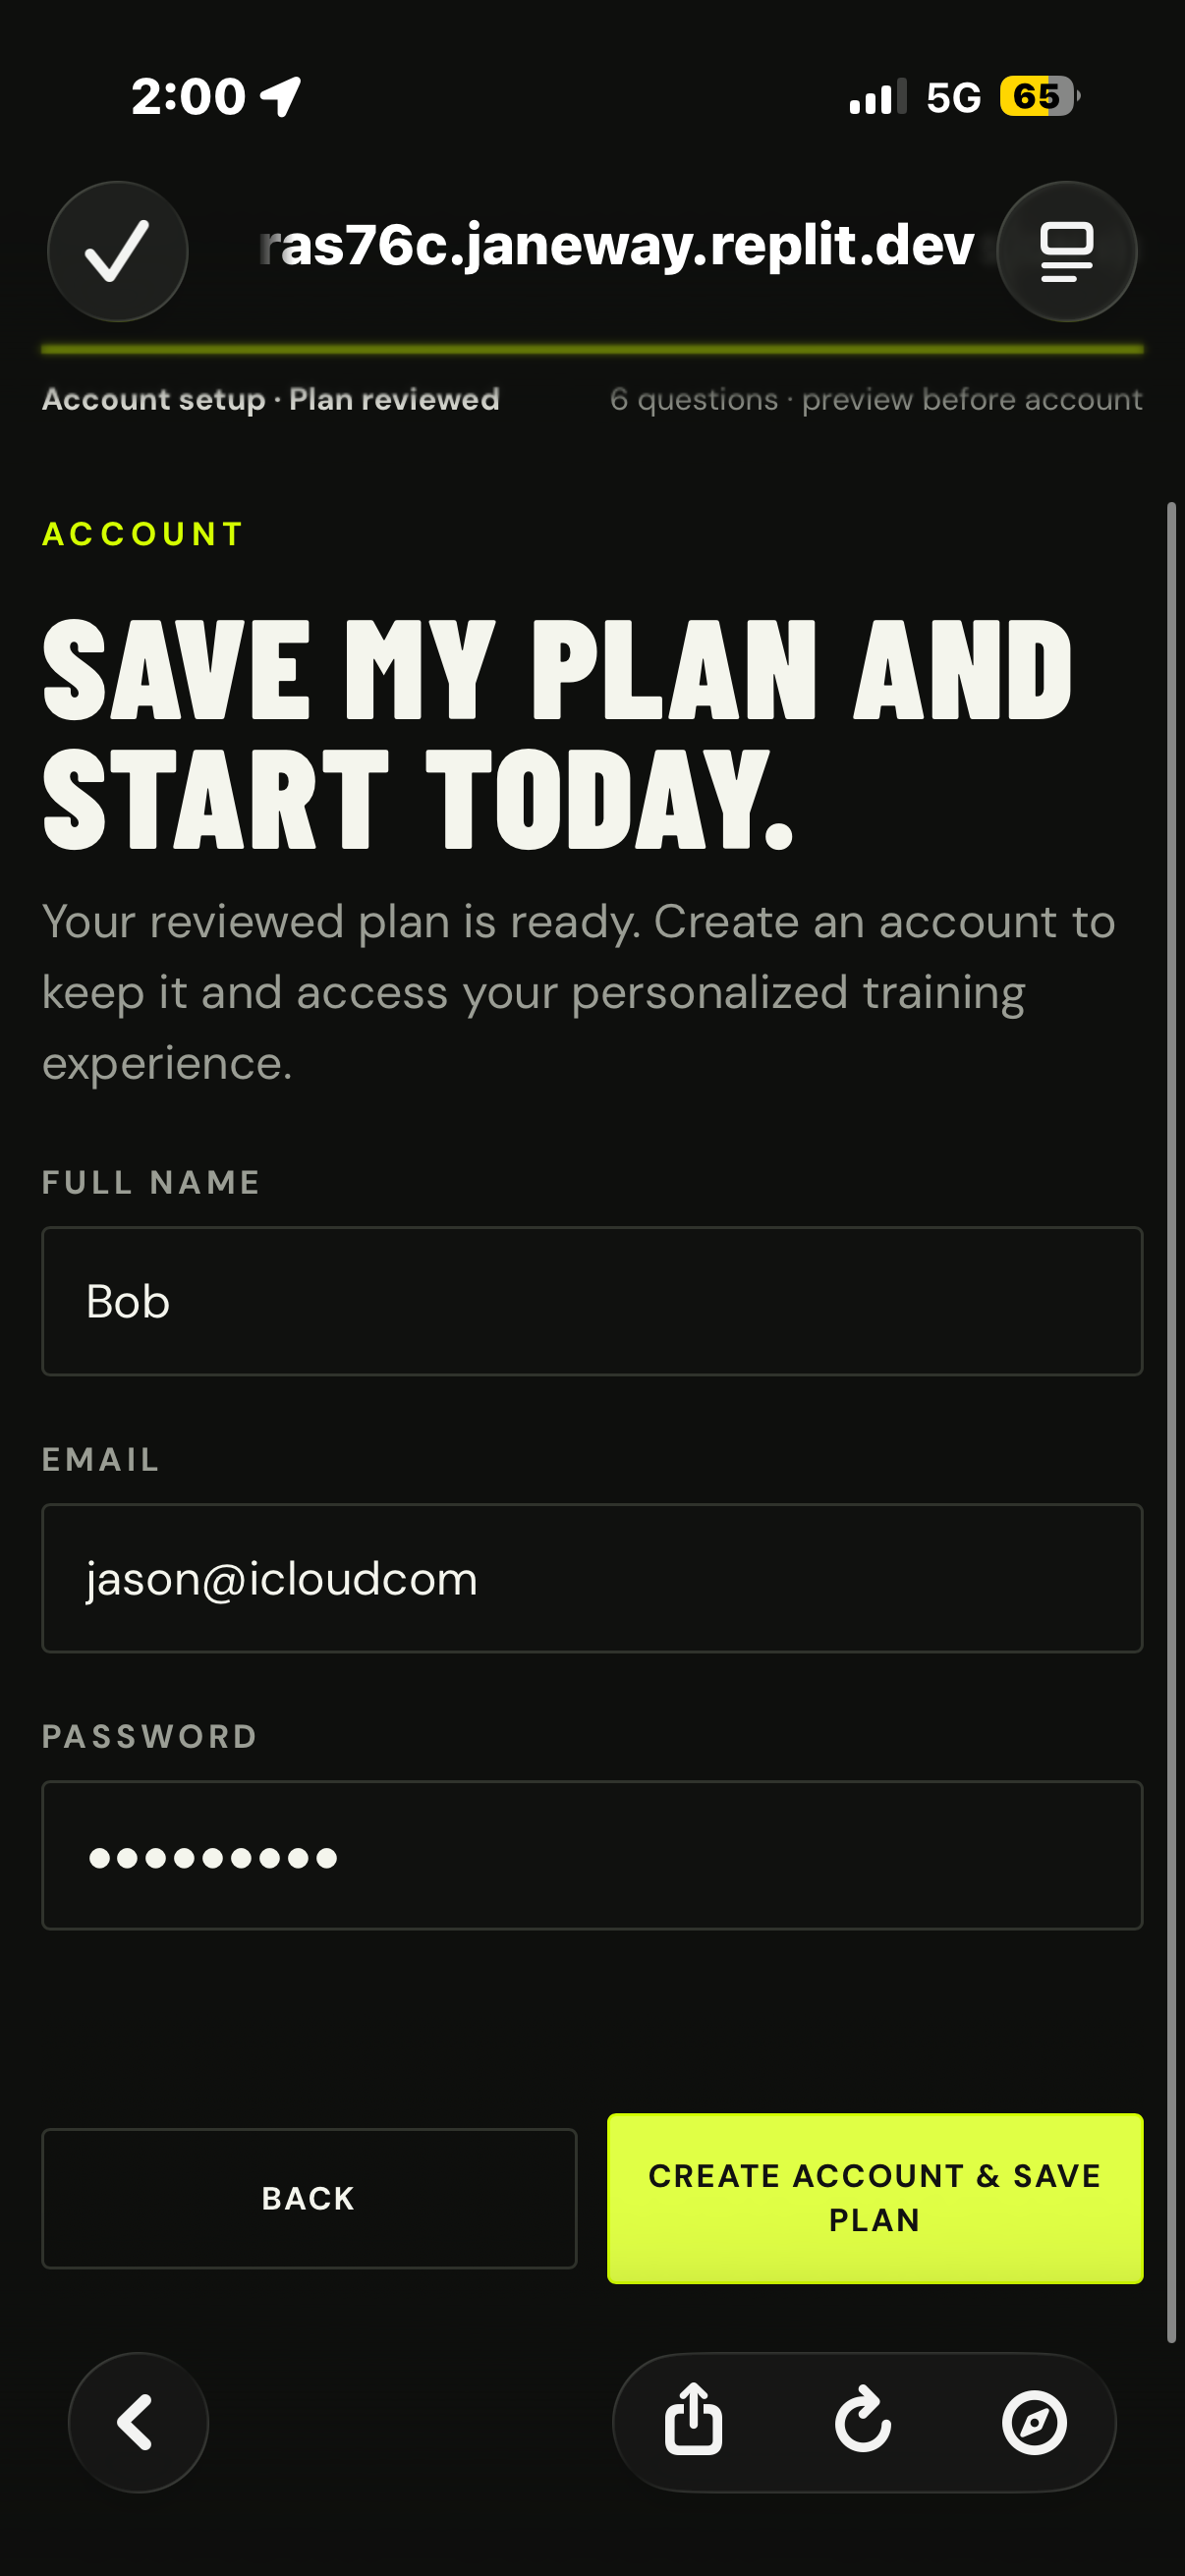 2:00
5G
65
ras76c.janeway.replit.dev
Account setup · Plan reviewed
6 questions · preview before account
ACCOUNT
SAVE MY PLAN AND
START TODAY.
Your reviewed plan is ready. Create an account to
keep it and access your personalized training
experience.
FULL NAME
Bob
EMAIL
jason@icloudcom
PASSWORD
●●●●●●●●●
BACK
CREATE ACCOUNT & SAVE
PLAN